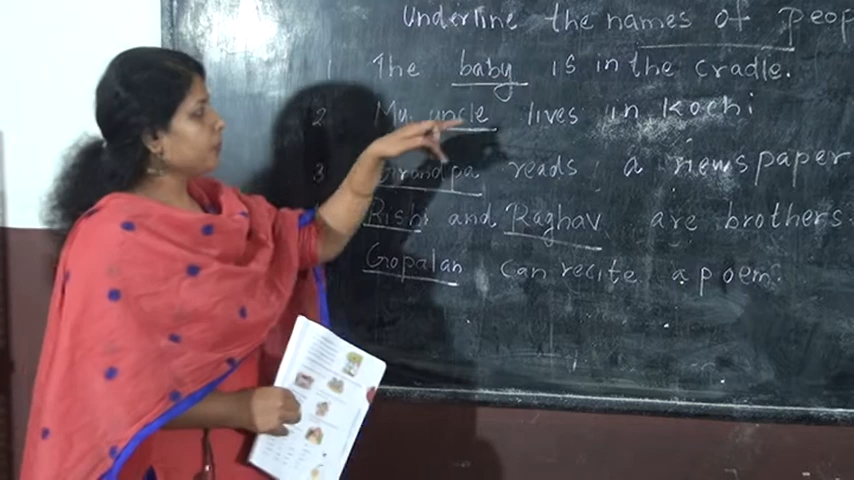 Underline the names of peop
1 The baby is in the cradle.
2 My uncle lives in Kochi
3 Grandpa reads a newspaper
Rishi and Raghav are brothers.
Gopalan can recite a poem.